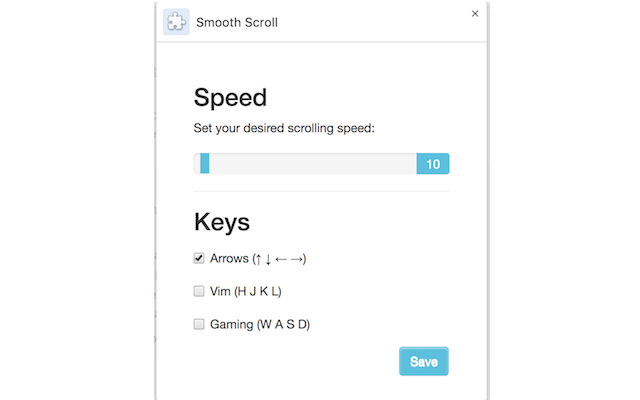 Smooth Scroll
×
Speed
Set your desired scrolling speed:
10
Keys
Arrows (↑ ↓ ← →)
Vim (H J K L)
Gaming (W A S D)
Save